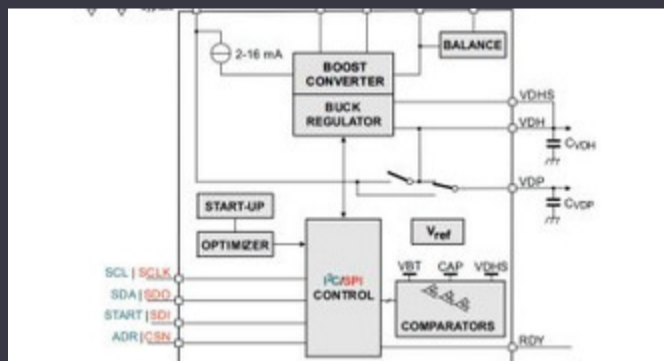 2-16 mA
BALANCE
BOOST
CONVERTER
BUCK
REGULATOR
VDHS
VDH
CVDH
VDP
CVDP
START-UP
OPTIMIZER
Vref
SCL | SCLK
SDA | SDO
START | SDI
ADR | CSN
I²C/SPI
CONTROL
VBT CAP VDHS
COMPARATORS
RDY